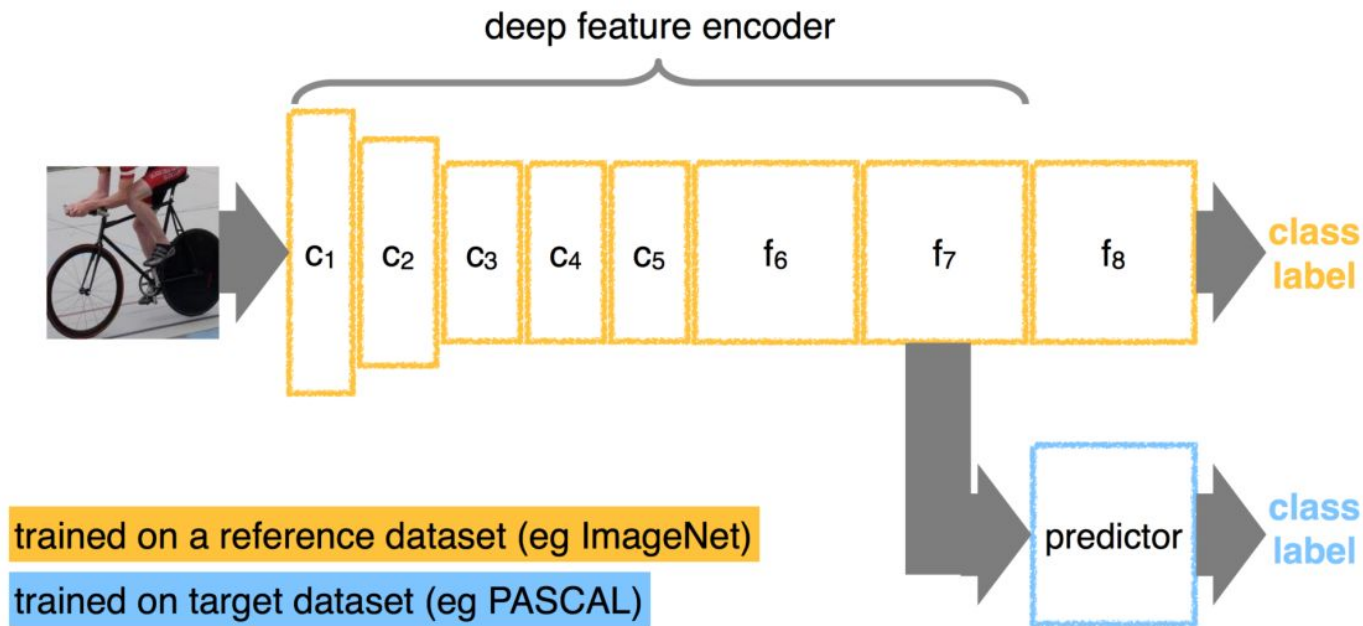 deep feature encoder
c1
c2
c3
c4
c5
f6
f7
f8
class
label
predictor
class
label
trained on a reference dataset (eg ImageNet)
trained on target dataset (eg PASCAL)